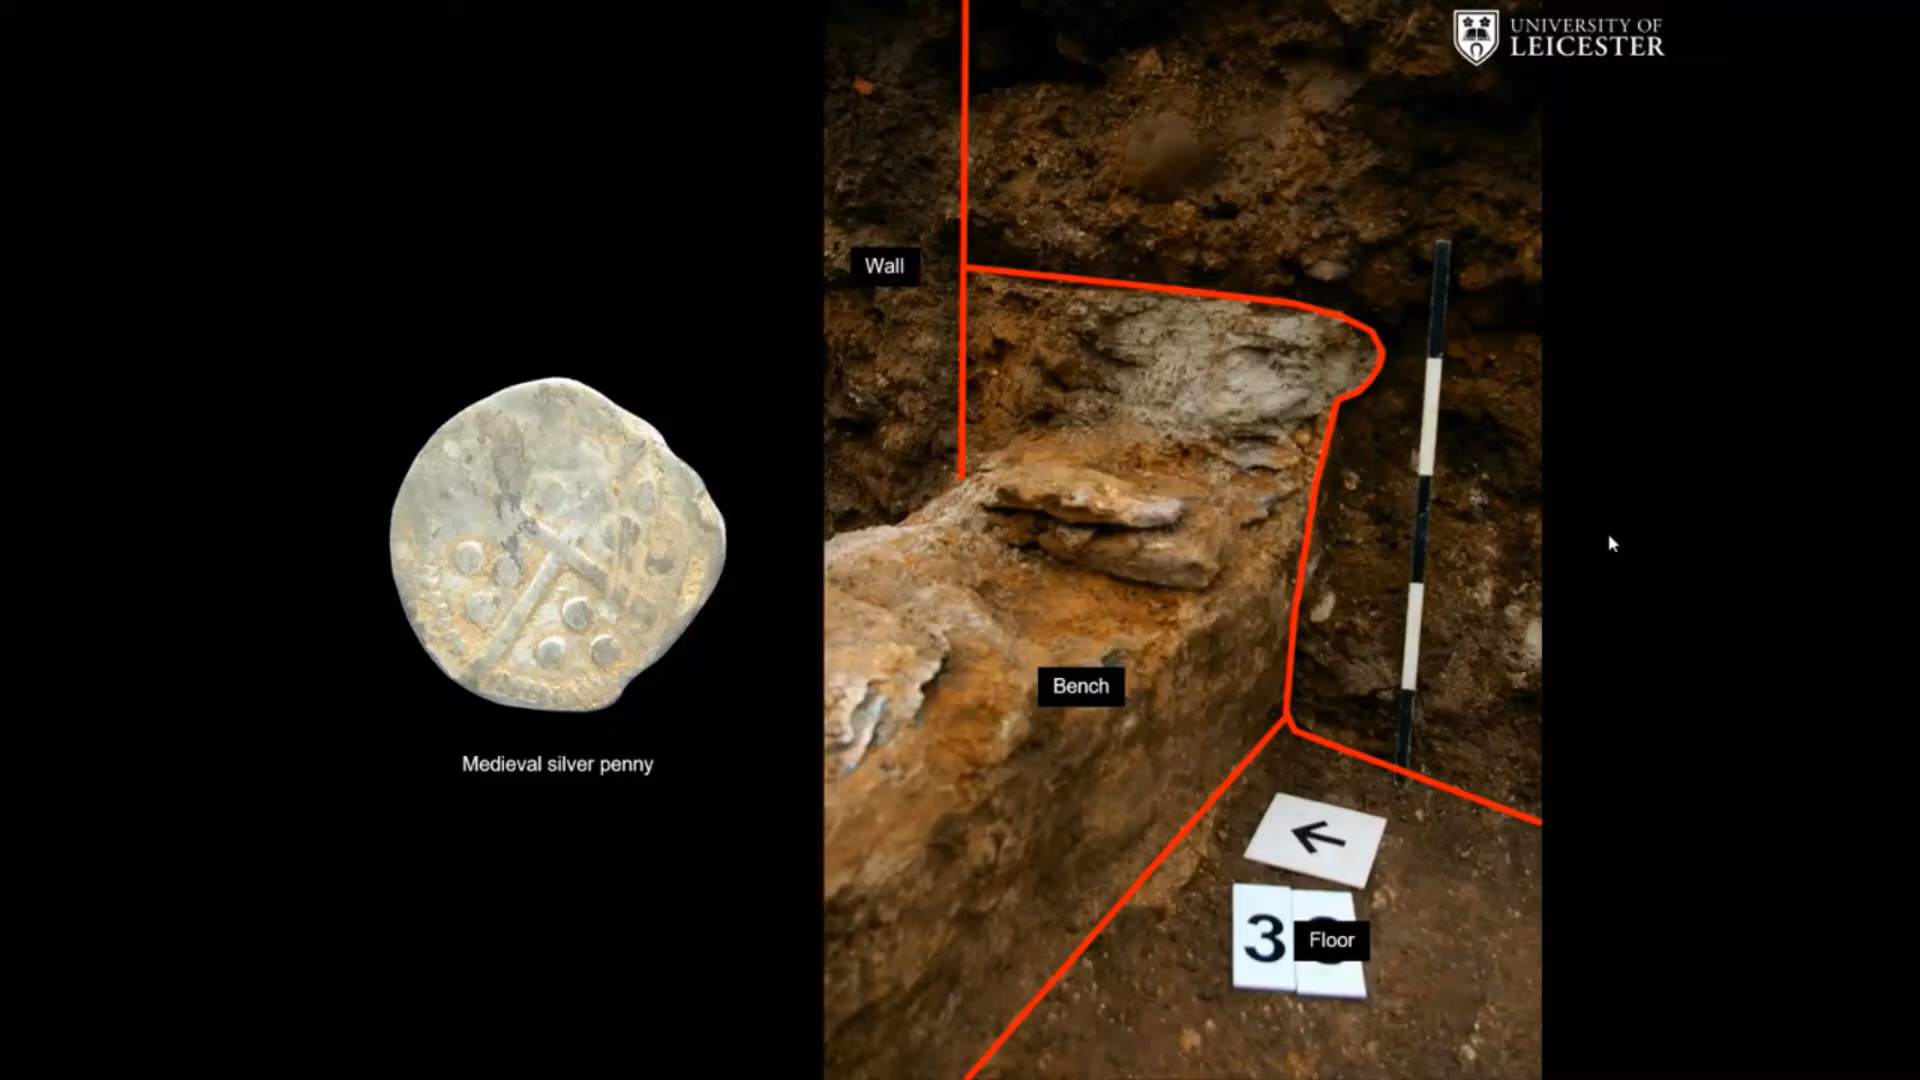 UNIVERSITY OF
LEICESTER
Wall
Medieval silver penny
Bench
3
Floor